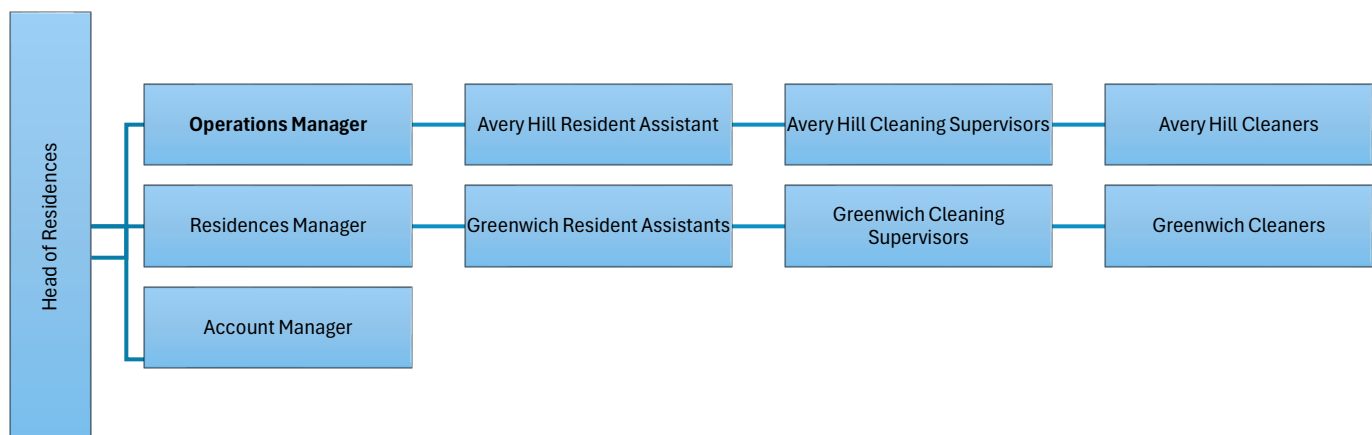 Head of Residences
Operations Manager
Avery Hill Resident Assistant
Avery Hill Cleaning Supervisors
Avery Hill Cleaners
Residences Manager
Greenwich Resident Assistants
Greenwich Cleaning
Supervisors
Greenwich Cleaners
Account Manager